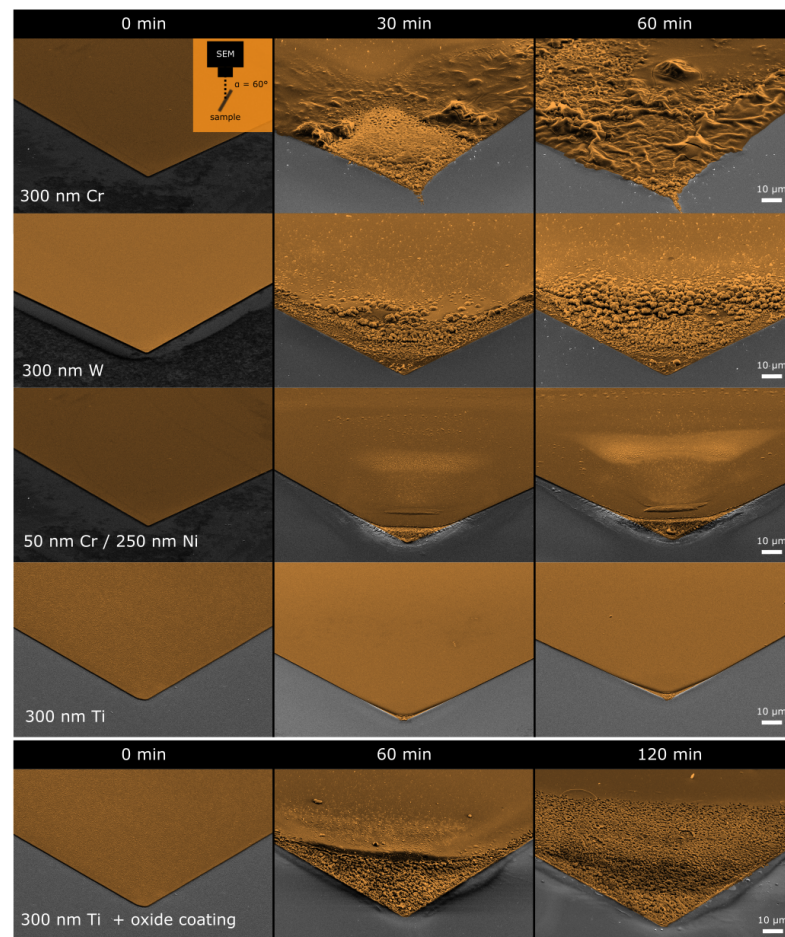 0 min 30 min 60 min
SEM
α = 60°
sample
300 nm Cr
10 µm
300 nm W
10 µm
50 nm Cr / 250 nm Ni
10 µm
300 nm Ti
10 µm
0 min 60 min 120 min
300 nm Ti + oxide coating
10 µm